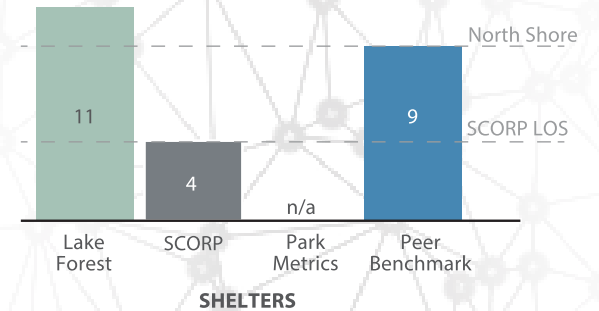 North Shore
11
9
SCORP LOS
4
n/a
Lake Forest
SCORP
Park Metrics
Peer Benchmark
SHELTERS